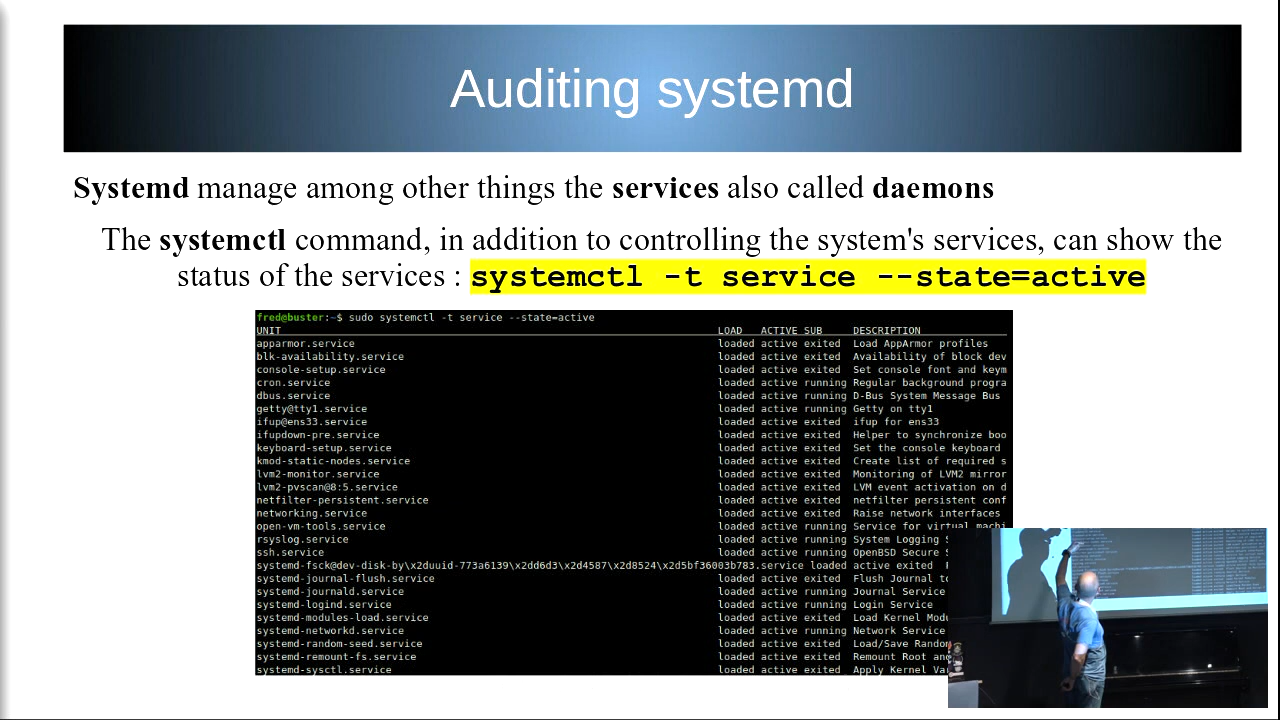 Auditing systemd
Systemd manage among other things the services also called daemons
The systemctl command, in addition to controlling the system's services, can show the
status of the services : systemctl -t service --state=active
fred@buster:~$ sudo systemctl -t service --state=active
UNIT LOAD ACTIVE SUB DESCRIPTION
apparmor.service loaded active exited Load AppArmor profiles
blk-availability.service loaded active exited Availability of block dev
console-setup.service loaded active exited Set console font and keym
cron.service loaded active running Regular background progra
dbus.service loaded active running D-Bus System Message Bus
getty@tty1.service loaded active running Getty on tty1
ifup@ens33.service loaded active exited ifup for ens33
ifupdown-pre.service loaded active exited Helper to synchronize boo
keyboard-setup.service loaded active exited Set the console keyboard
kmod-static-nodes.service loaded active exited Create list of required s
lvm2-monitor.service loaded active exited Monitoring of LVM2 mirror
lvm2-pvscan@8:5.service loaded active exited LVM event activation on d
netfilter-persistent.service loaded active exited netfilter persistent conf
networking.service loaded active exited Raise network interfaces
open-vm-tools.service loaded active running Service for virtual machi
rsyslog.service loaded active running System Logging S
ssh.service loaded active running OpenBSD Secure S
loaded active exited
systemd-journal-flush.service loaded active exited Flush Journal to
systemd-journald.service loaded active running Journal Service
systemd-logind.service loaded active running Login Service
systemd-modules-load.service loaded active exited Load Kernel Modu
systemd-networkd.service loaded active running Network Service
systemd-random-seed.service loaded active exited Load/Save Random
systemd-remount-fs.service loaded active exited Remount Root and
systemd-sysctl.service loaded active exited Apply Kernel Va